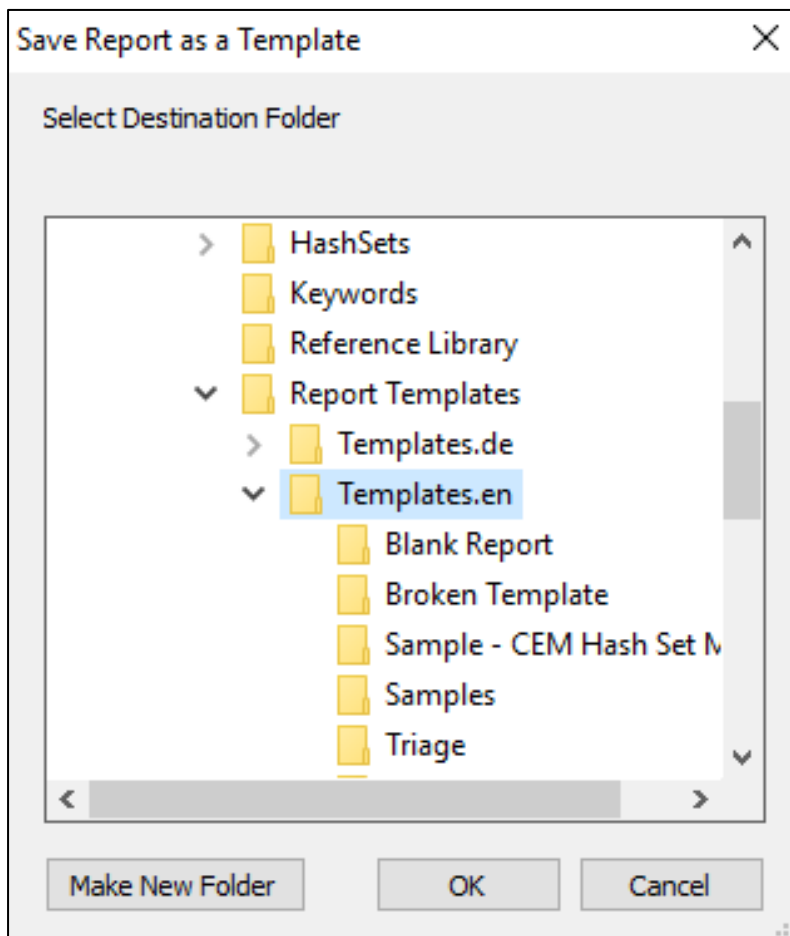 Save Report as a Template
Select Destination Folder
HashSets
Keywords
Reference Library
Report Templates
Templates.de
Templates.en
Blank Report
Broken Template
Sample - CEM Hash Set
Samples
Triage
Make New Folder
OK
Cancel